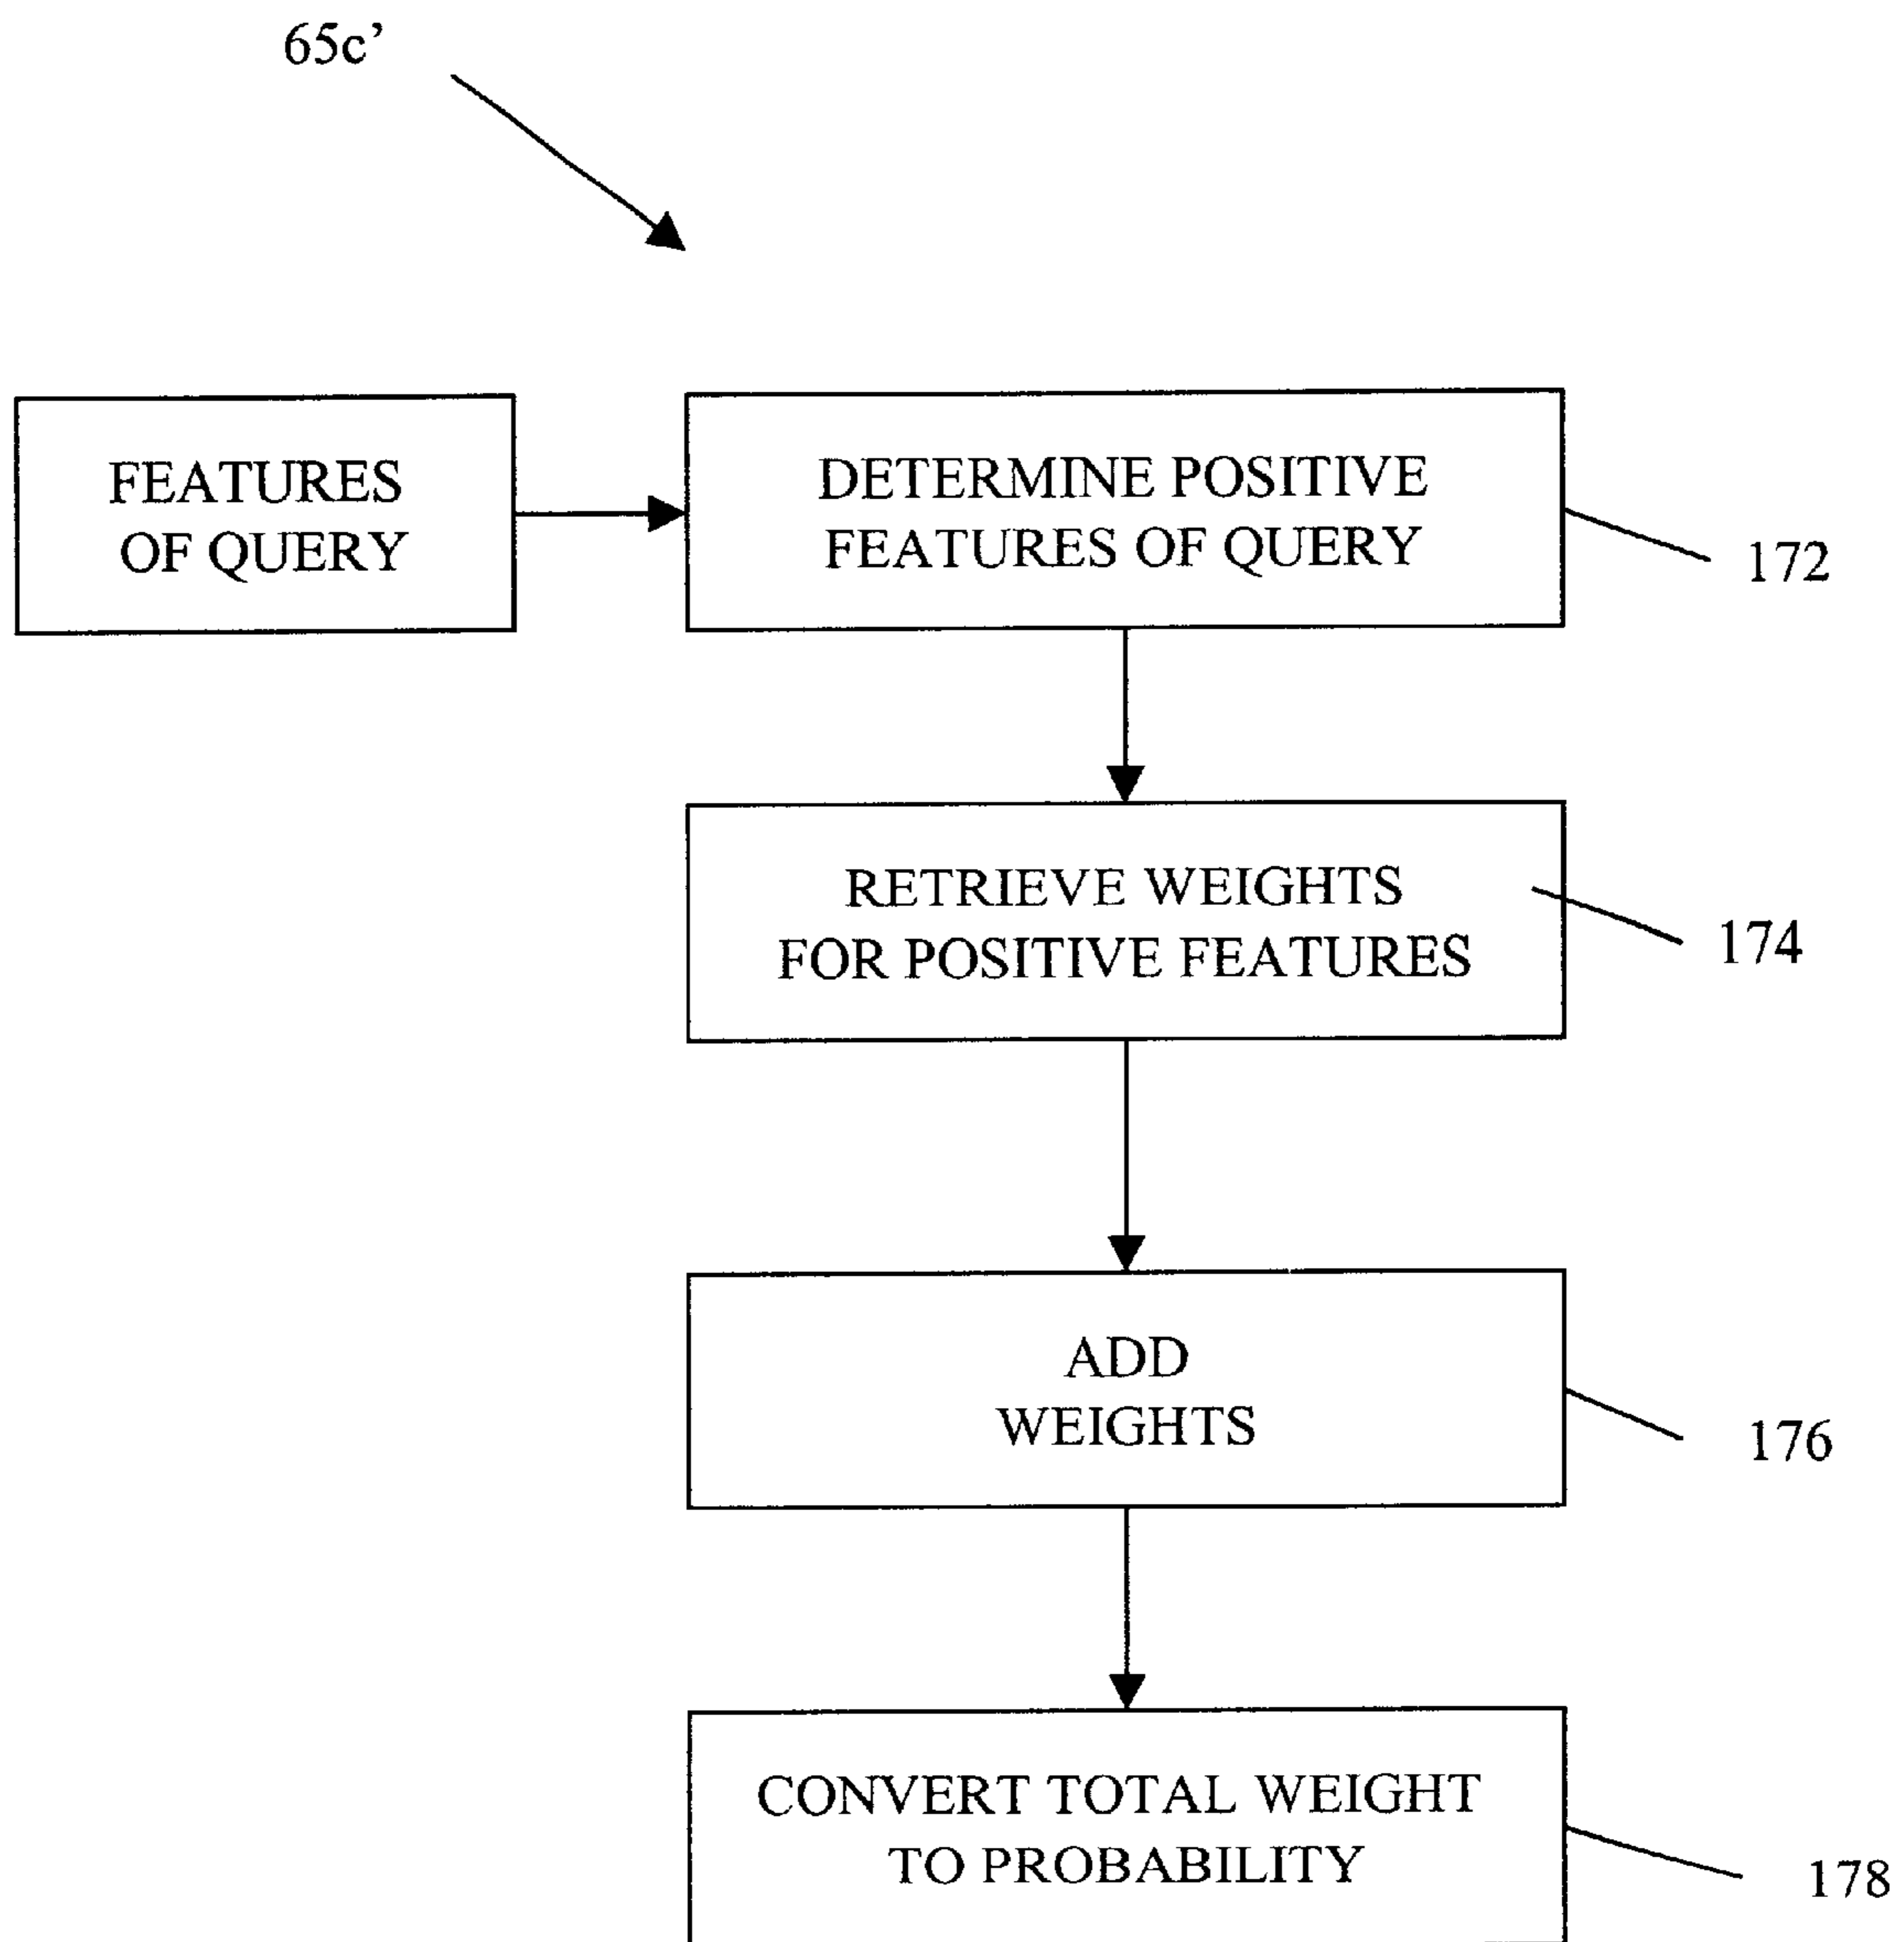 65c’
FEATURES
OF QUERY
DETERMINE POSITIVE
FEATURES OF QUERY
172
RETRIEVE WEIGHTS
FOR POSITIVE FEATURES
174
ADD
WEIGHTS
176
CONVERT TOTAL WEIGHT
TO PROBABILITY
178